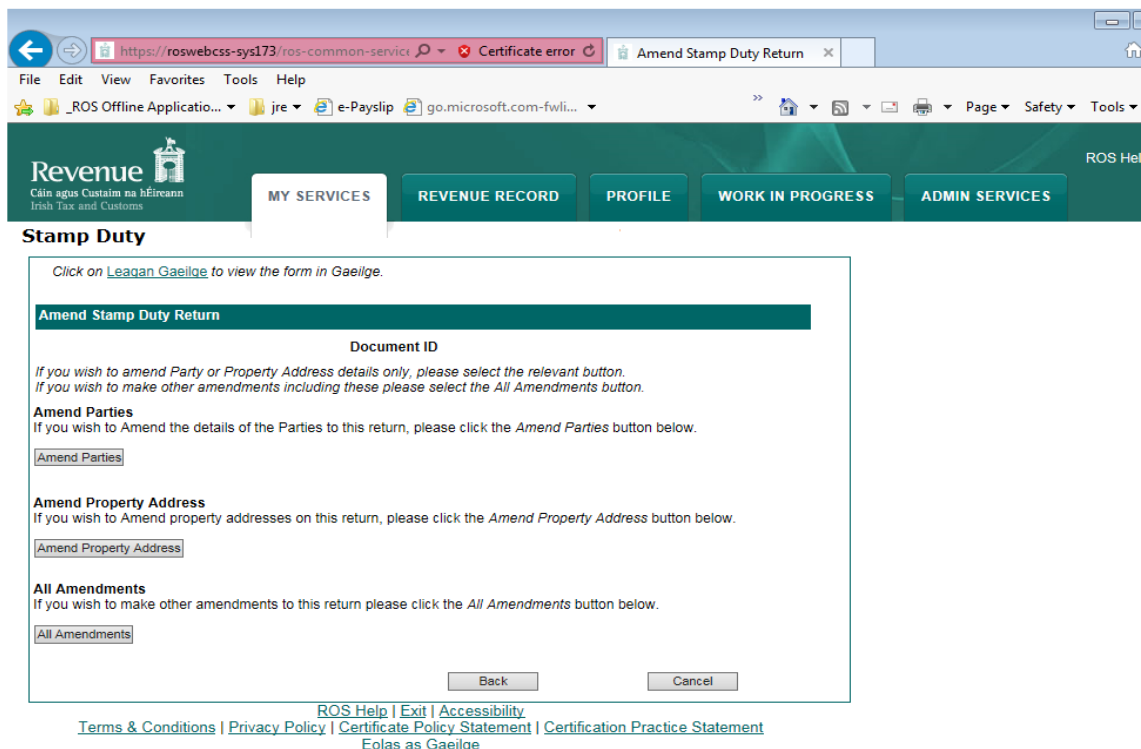 https://roswebcss-sys173/ros-common-service Certificate error Amend Stamp Duty Return
File Edit View Favorites Tools Help
_ROS Offline Applicatio... jre e-Payslip go.microsoft.com-fwli... Page Safety Tools
ROS Hel
Revenue
Cáin agus Custaim na hÉireann
Irish Tax and Customs
MY SERVICES REVENUE RECORD PROFILE WORK IN PROGRESS ADMIN SERVICES
Stamp Duty
Click on Leagan Gaeilge to view the form in Gaeilge.
Amend Stamp Duty Return
Document ID
If you wish to amend Party or Property Address details only, please select the relevant button.
If you wish to make other amendments including these please select the All Amendments button.
Amend Parties
If you wish to Amend the details of the Parties to this return, please click the Amend Parties button below.
Amend Parties
Amend Property Address
If you wish to Amend property addresses on this return, please click the Amend Property Address button below.
Amend Property Address
All Amendments
If you wish to make other amendments to this return please click the All Amendments button below.
All Amendments
Back Cancel
ROS Help | Exit | Accessibility
Terms & Conditions | Privacy Policy | Certificate Policy Statement | Certification Practice Statement
Eolas as Gaeilge